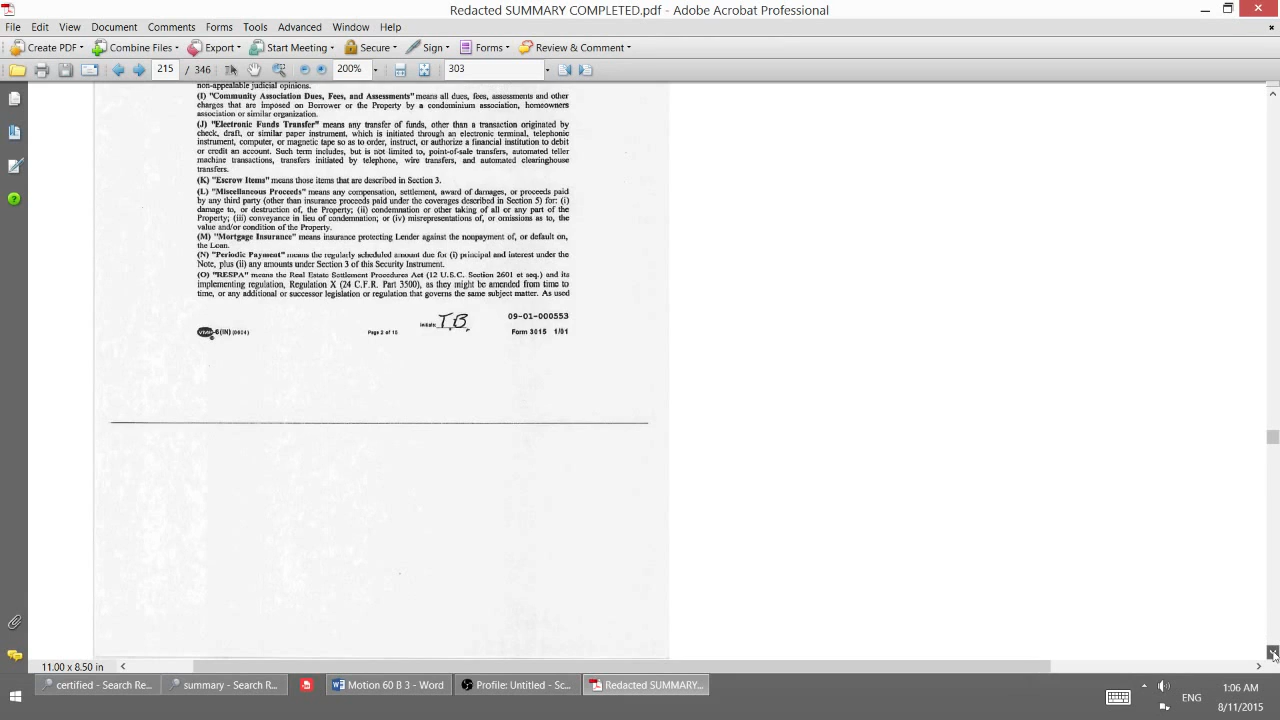 Redacted SUMMARY COMPLETED.pdf - Adobe Acrobat Professional
File Edit View Document Comments Forms Tools Advanced Window Help
Create PDF Combine Files Export Start Meeting Secure Sign Forms Review & Comment
215 / 346 200% 303
non-appealable judicial opinions.
(I) "Community Association Dues, Fees, and Assessments" means all dues, fees, assessments and other
charges that are imposed on Borrower or the Property by a condominium association, homeowners
association or similar organization.
(J) "Electronic Funds Transfer" means any transfer of funds, other than a transaction originated by
check, draft, or similar paper instrument, which is initiated through an electronic terminal, telephonic
instrument, computer, or magnetic tape so as to order, instruct, or authorize a financial institution to debit
or credit an account. Such term includes, but is not limited to, point-of-sale transfers, automated teller
machine transactions, transfers initiated by telephone, wire transfers, and automated clearinghouse
transfers.
(K) "Escrow Items" means those items that are described in Section 3.
(L) "Miscellaneous Proceeds" means any compensation, settlement, award of damages, or proceeds paid
by any third party (other than insurance proceeds paid under the coverages described in Section 5) for: (i)
damage to, or destruction of, the Property; (ii) condemnation or other taking of all or any part of the
Property; (iii) conveyance in lieu of condemnation; or (iv) misrepresentations of, or omissions as to, the
value and/or condition of the Property.
(M) "Mortgage Insurance" means insurance protecting Lender against the nonpayment of, or default on,
the Loan.
(N) "Periodic Payment" means the regularly scheduled amount due for (i) principal and interest under the
Note, plus (ii) any amounts under Section 3 of this Security Instrument.
(O) "RESPA" means the Real Estate Settlement Procedures Act (12 U.S.C. Section 2601 et seq.) and its
implementing regulation, Regulation X (24 C.F.R. Part 3500), as they might be amended from time to
time, or any additional or successor legislation or regulation that governs the same subject matter. As used
09-01-000553
VMP -6(IN) (0604) Page 2 of 15 Initials: T.B. Form 3015 1/01
11.00 x 8.50 in
certified - Search Re... summary - Search R... Motion 60 B 3 - Word Profile: Untitled - Sc... Redacted SUMMARY...
ENG 1:06 AM
8/11/2015